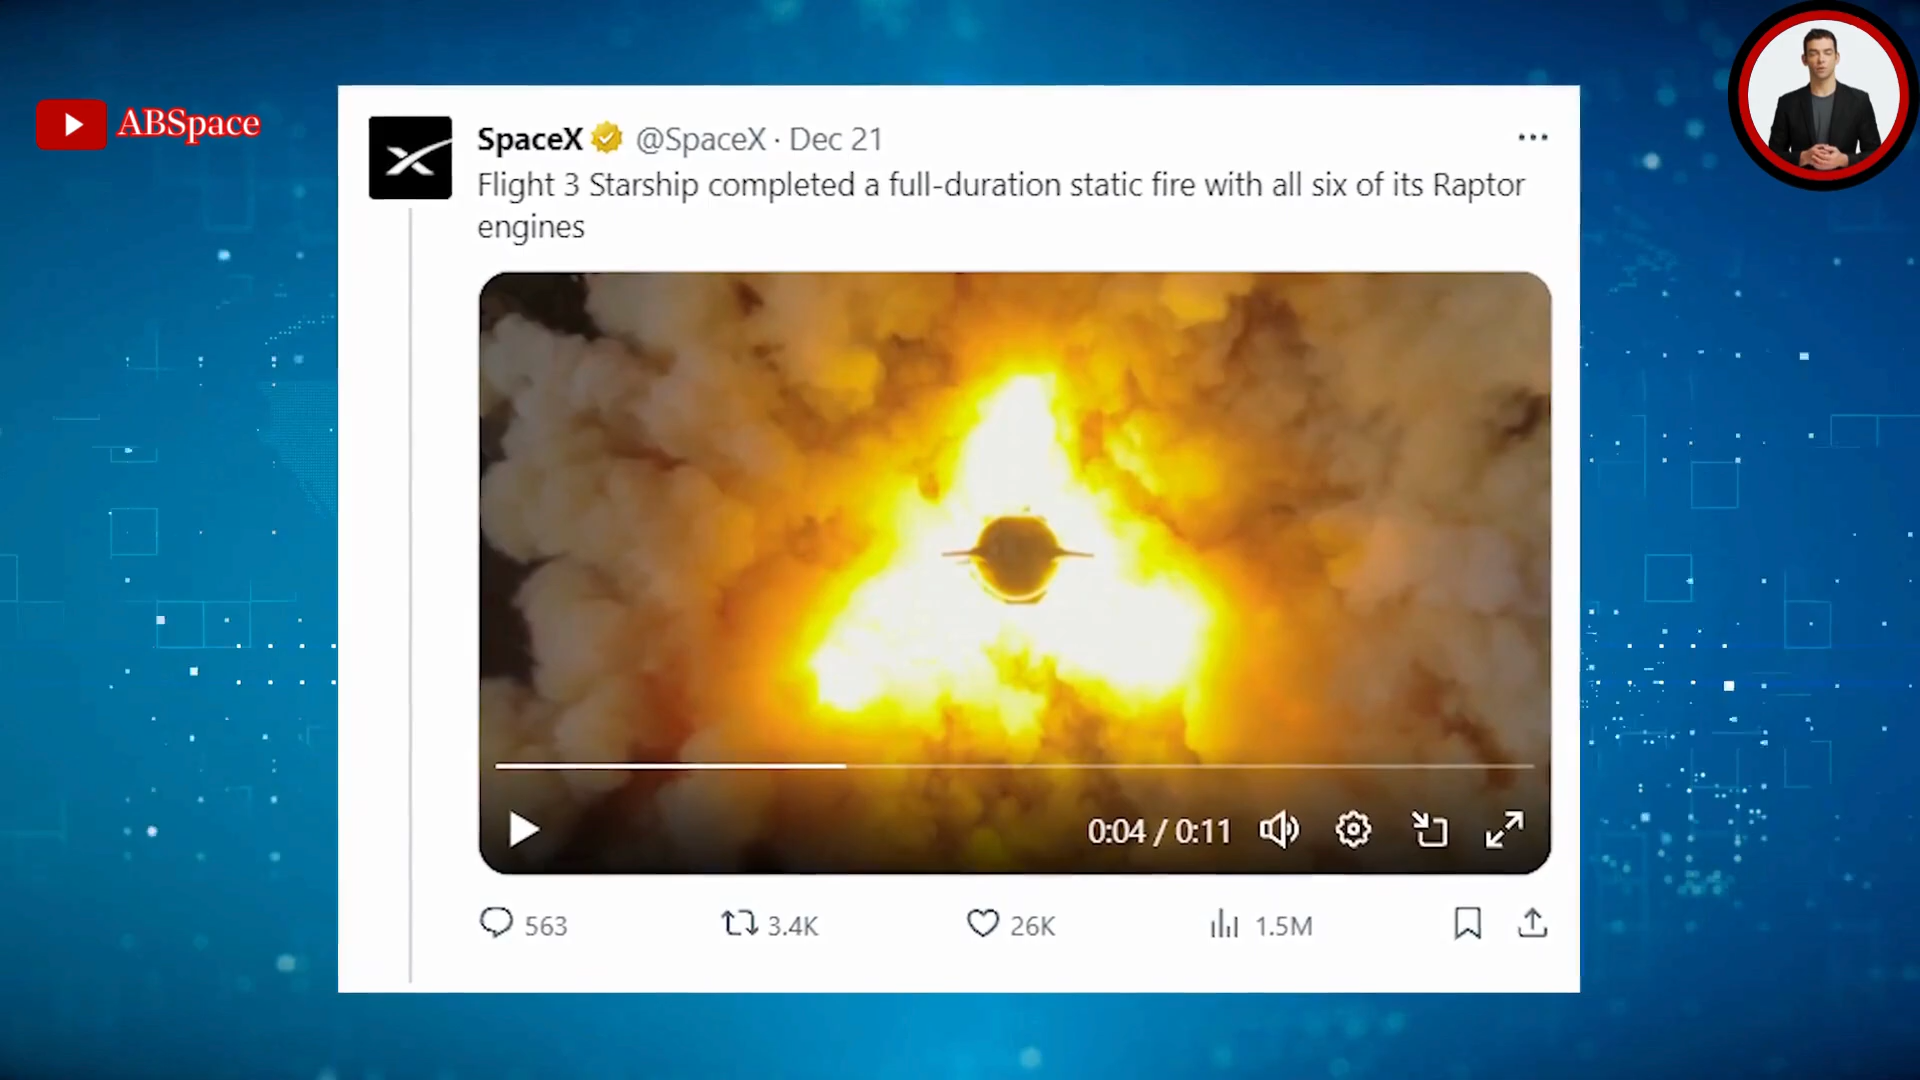 ABSpace
SpaceX @SpaceX · Dec 21
Flight 3 Starship completed a full-duration static fire with all six of its Raptor
engines
0:04 / 0:11
563 3.4K 26K 1.5M